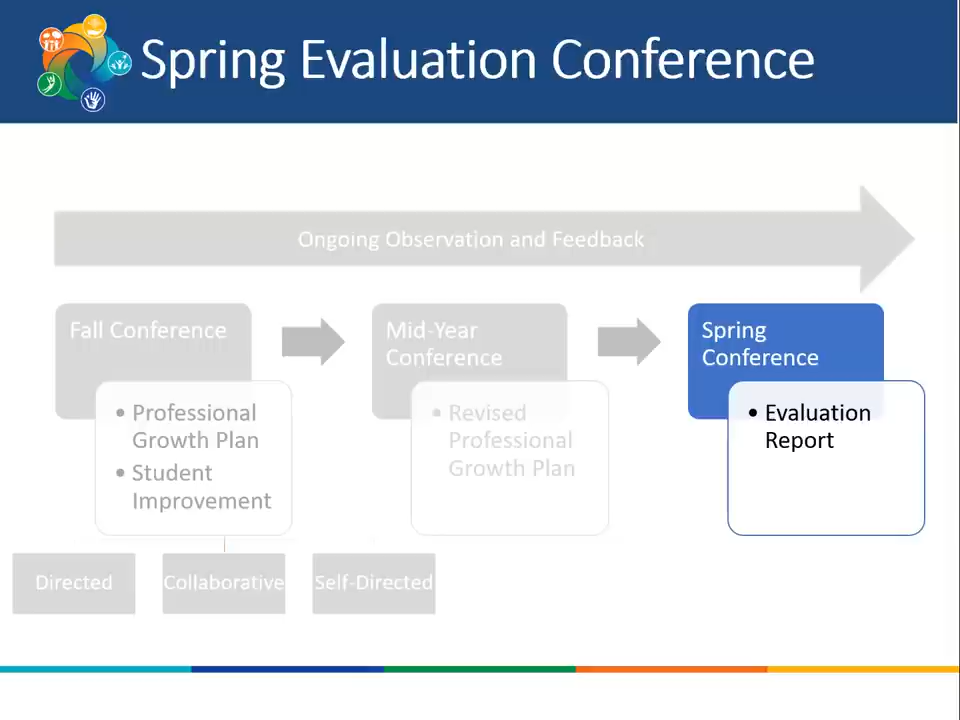 Spring Evaluation Conference
Ongoing Observation and Feedback
Fall Conference
• Professional
Growth Plan
• Student
Improvement
Mid-Year
Conference
• Revised
Professional
Growth Plan
Spring
Conference
• Evaluation
Report
Directed
Collaborative
Self-Directed